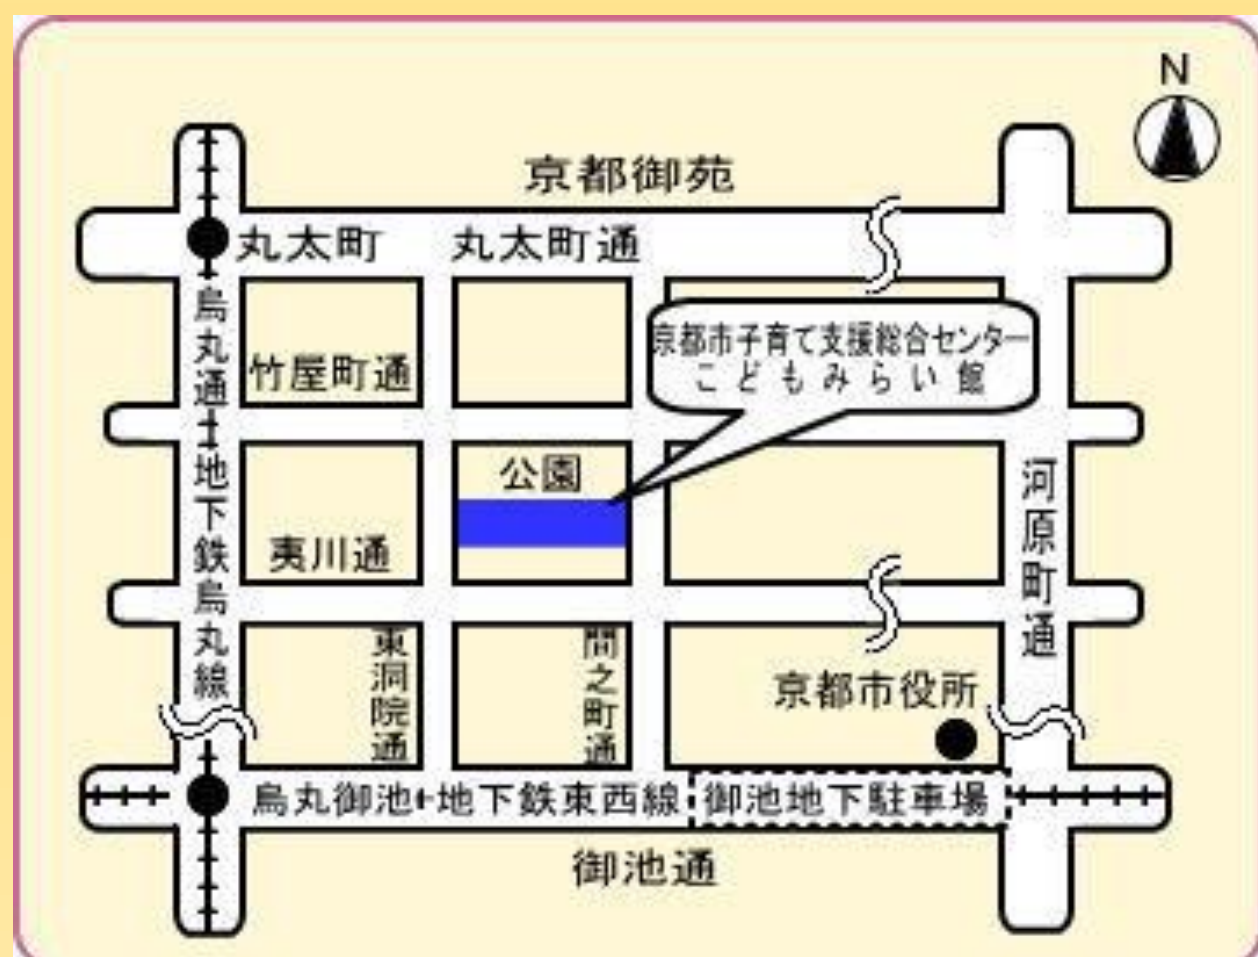 N
京都御苑
丸太町
丸太町通
京都市子育て支援総合センター
こどもみらい館
烏丸通
竹屋町通
公園
地下鉄烏丸線
夷川通
河原町通
東洞院通
間之町通
京都市役所
烏丸御池
地下鉄東西線
御池地下駐車場
御池通